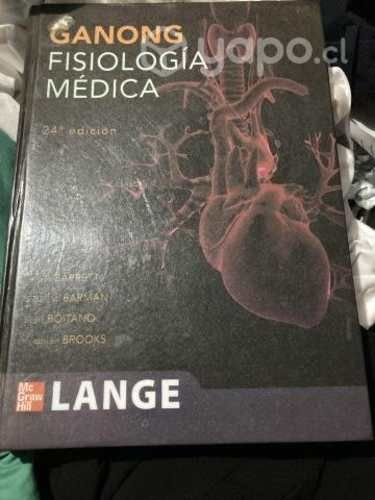 GANONG
yapo.cl
FISIOLOGÍA
MÉDICA
24ª edición
BARRETT
BARMAN
BOITANO
BROOKS
Mc
Graw
Hill
LANGE